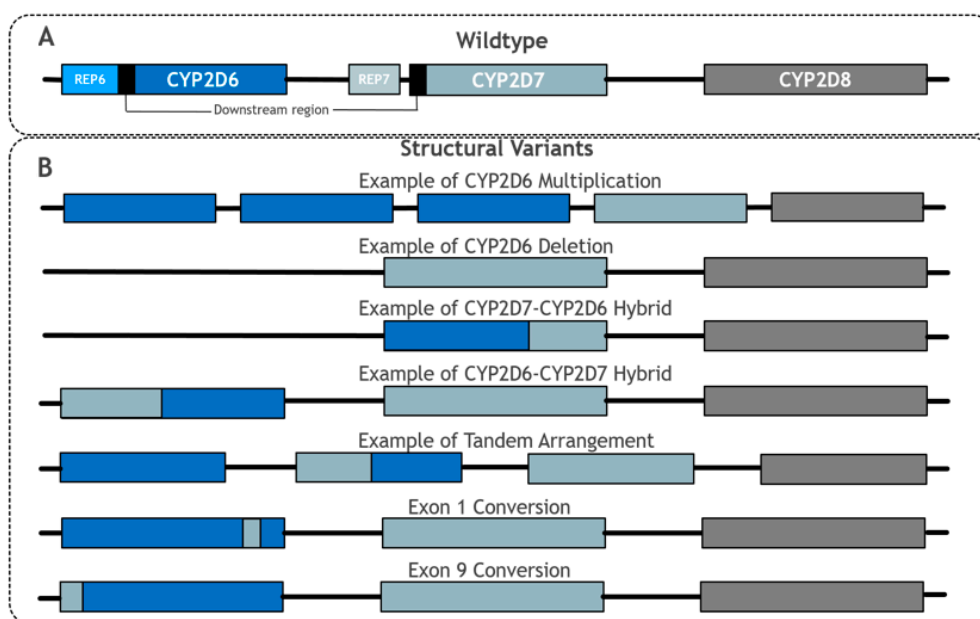 A
Wildtype
REP6 CYP2D6 REP7 CYP2D7 CYP2D8
Downstream region
Structural Variants
B
Example of CYP2D6 Multiplication
Example of CYP2D6 Deletion
Example of CYP2D7-CYP2D6 Hybrid
Example of CYP2D6-CYP2D7 Hybrid
Example of Tandem Arrangement
Exon 1 Conversion
Exon 9 Conversion